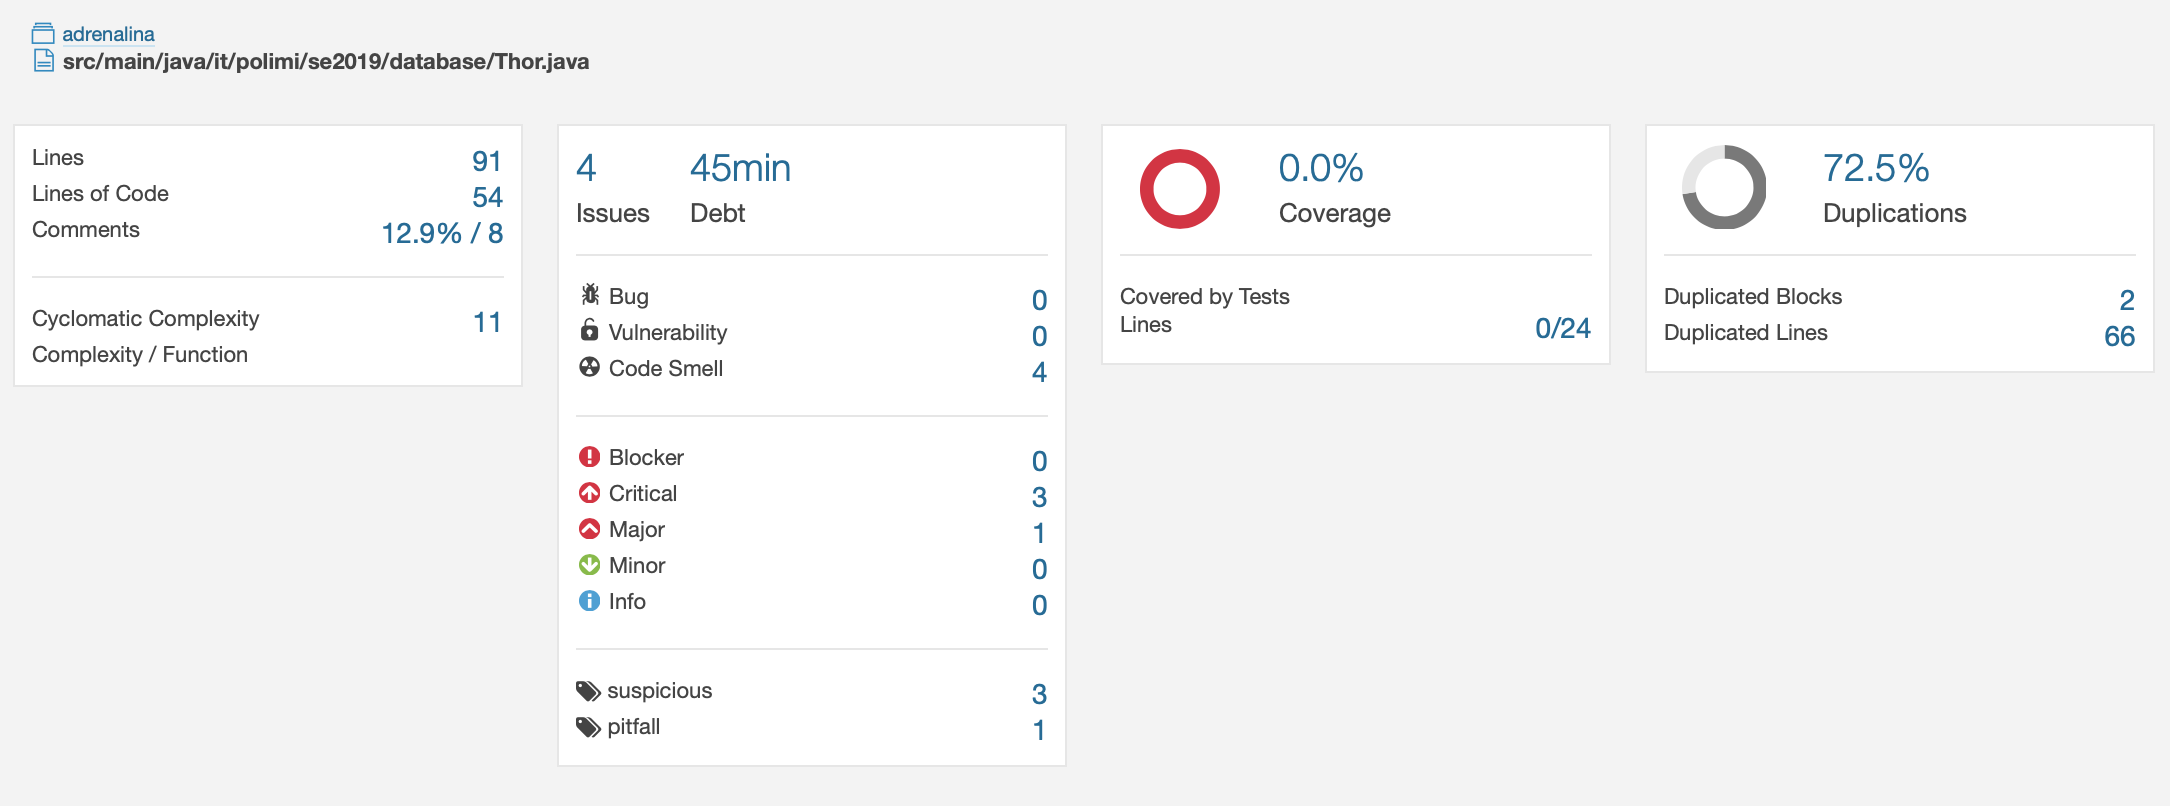 adrenalina
src/main/java/it/polimi/se2019/database/Thor.java
Lines 91
Lines of Code 54
Comments 12.9% / 8
Cyclomatic Complexity 11
Complexity / Function
4 45min
Issues Debt
Bug 0
Vulnerability 0
Code Smell 4
Blocker 0
Critical 3
Major 1
Minor 0
Info 0
suspicious 3
pitfall 1
0.0%
Coverage
Covered by Tests
Lines 0/24
72.5%
Duplications
Duplicated Blocks 2
Duplicated Lines 66